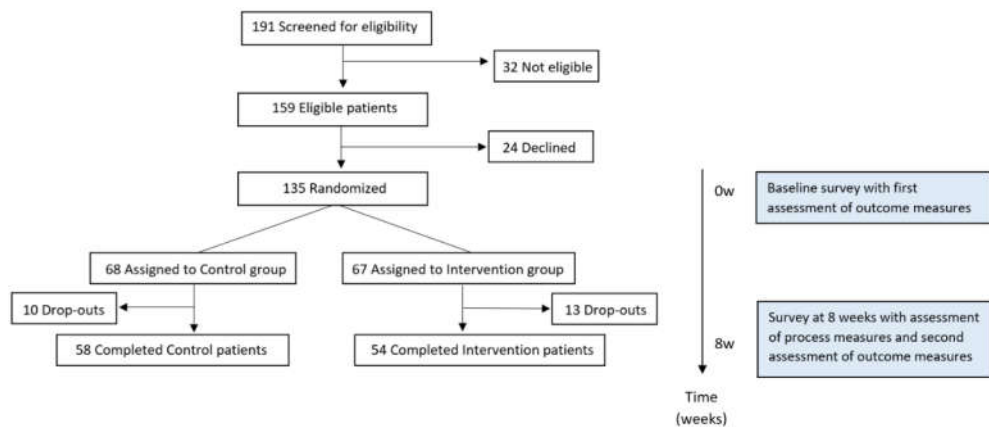 191 Screened for eligibility
32 Not eligible
159 Eligible patients
24 Declined
135 Randomized
68 Assigned to Control group
67 Assigned to Intervention group
10 Drop-outs
13 Drop-outs
58 Completed Control patients
54 Completed Intervention patients
0w
Baseline survey with first
assessment of outcome measures
8w
Survey at 8 weeks with assessment
of process measures and second
assessment of outcome measures
Time
(weeks)